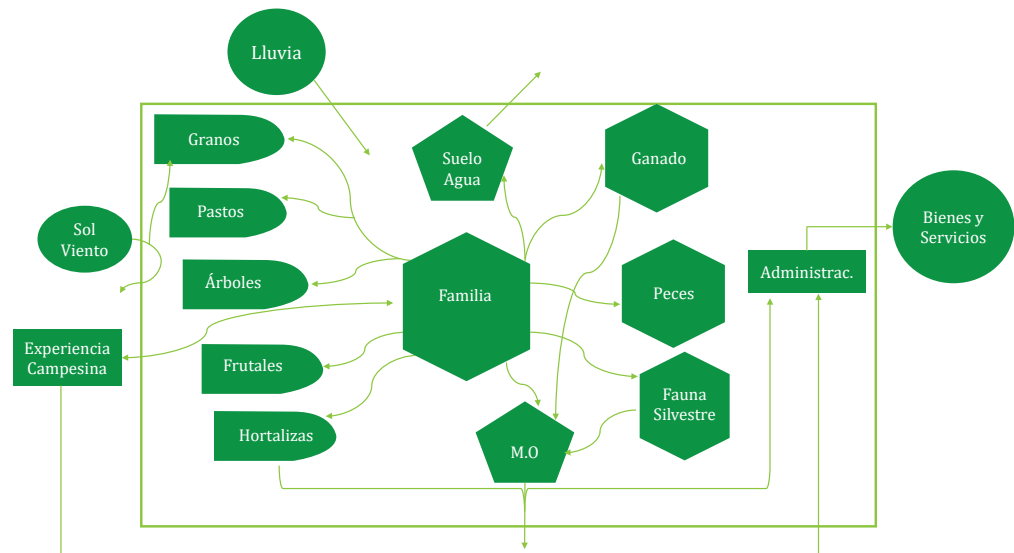 Lluvia
Granos
Suelo
Agua
Ganado
Pastos
Sol
Viento
Bienes y
Servicios
Árboles
Familia
Peces
Administrac.
Experiencia
Campesina
Frutales
Fauna
Silvestre
Hortalizas
M.O